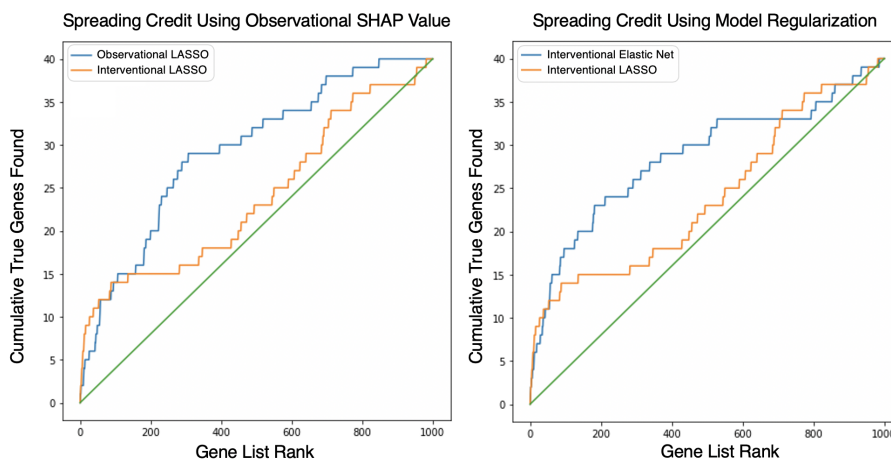 Spreading Credit Using Observational SHAP Value
Observational LASSO
Interventional LASSO
Cumulative True Genes Found
40
35
30
25
20
15
10
5
0
0 200 400 600 800 1000
Gene List Rank
Spreading Credit Using Model Regularization
Interventional Elastic Net
Interventional LASSO
Cumulative True Genes Found
40
35
30
25
20
15
10
5
0
0 200 400 600 800 1000
Gene List Rank